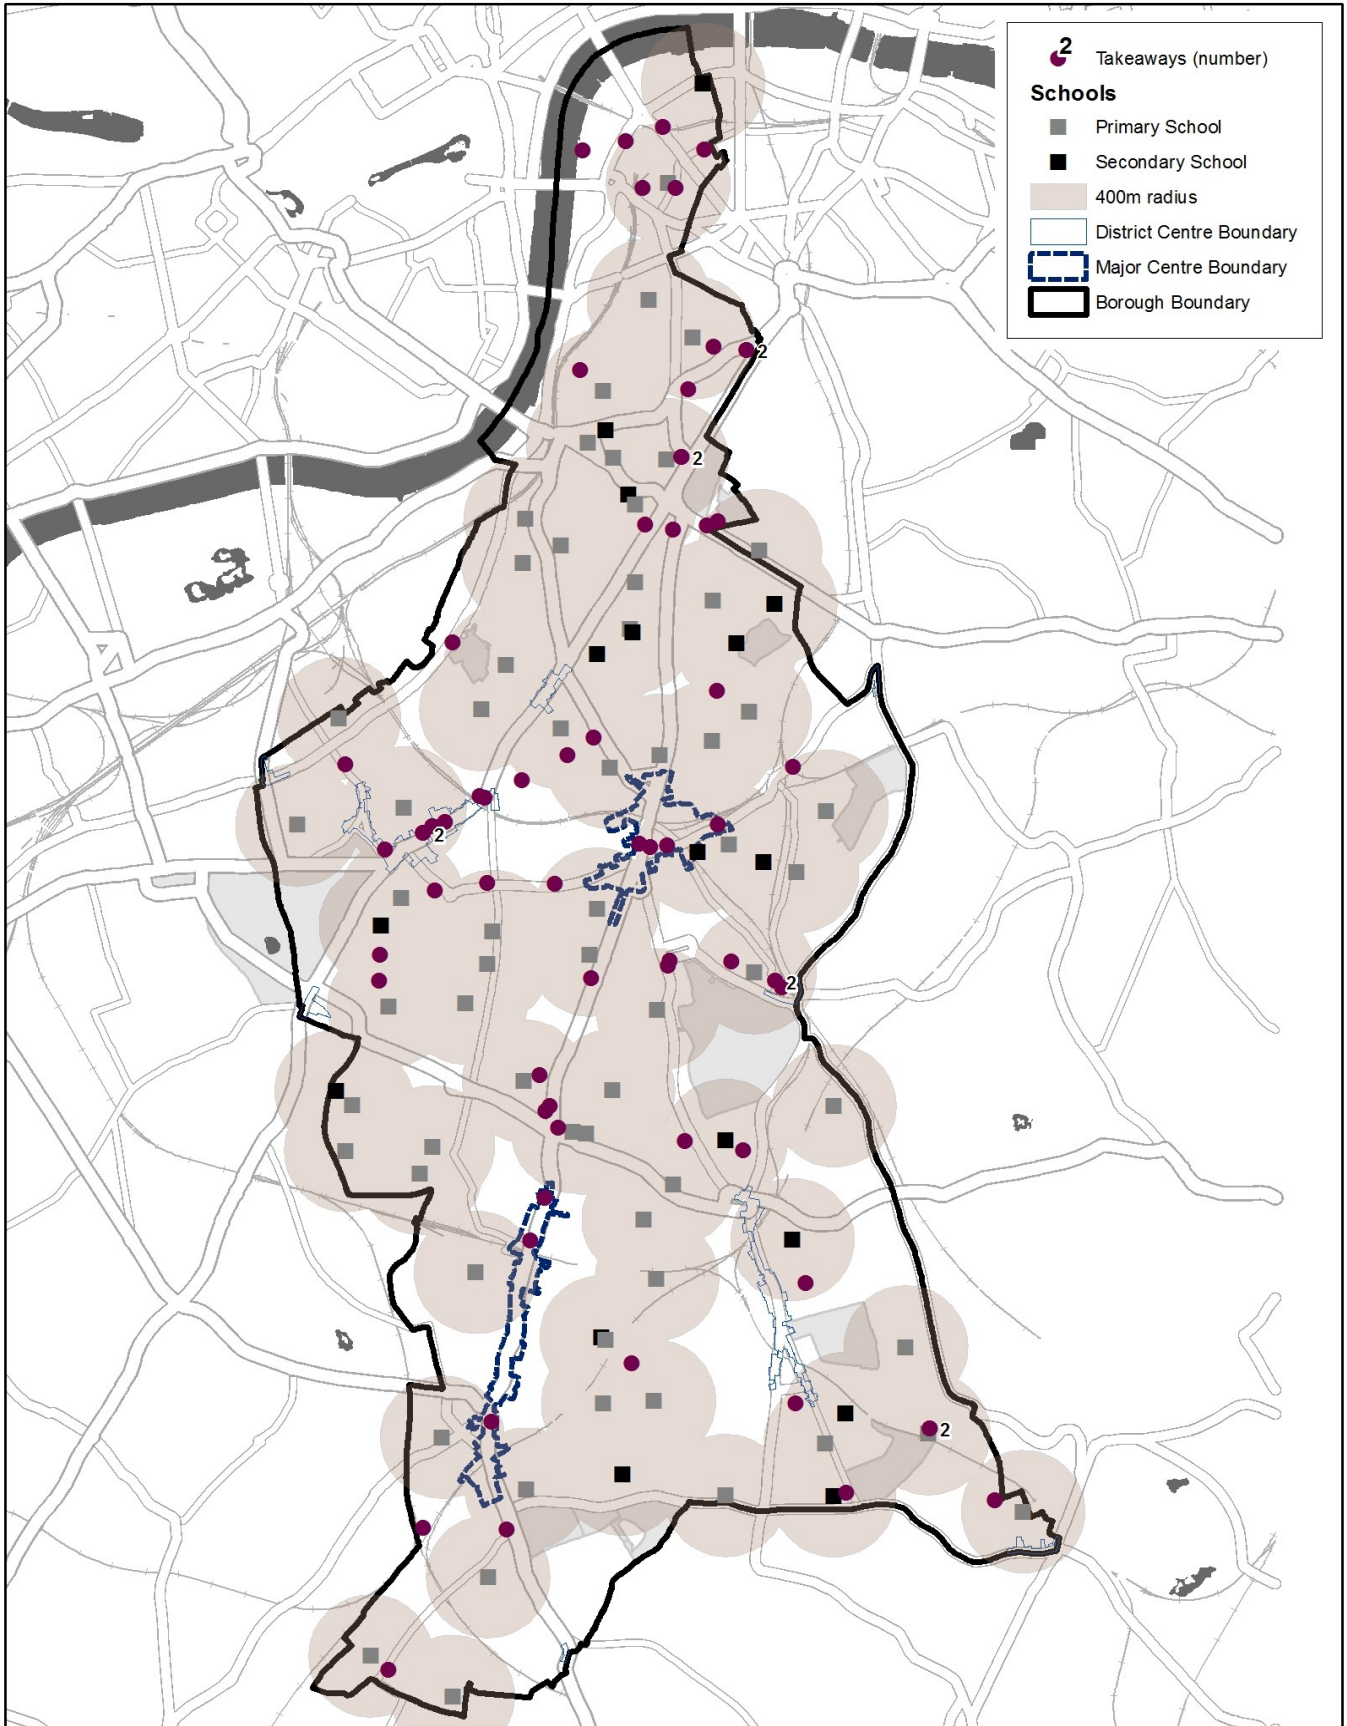 2
Takeaways (number)
Schools
Primary School
Secondary School
400m radius
District Centre Boundary
Major Centre Boundary
Borough Boundary
2
2
2
2
2